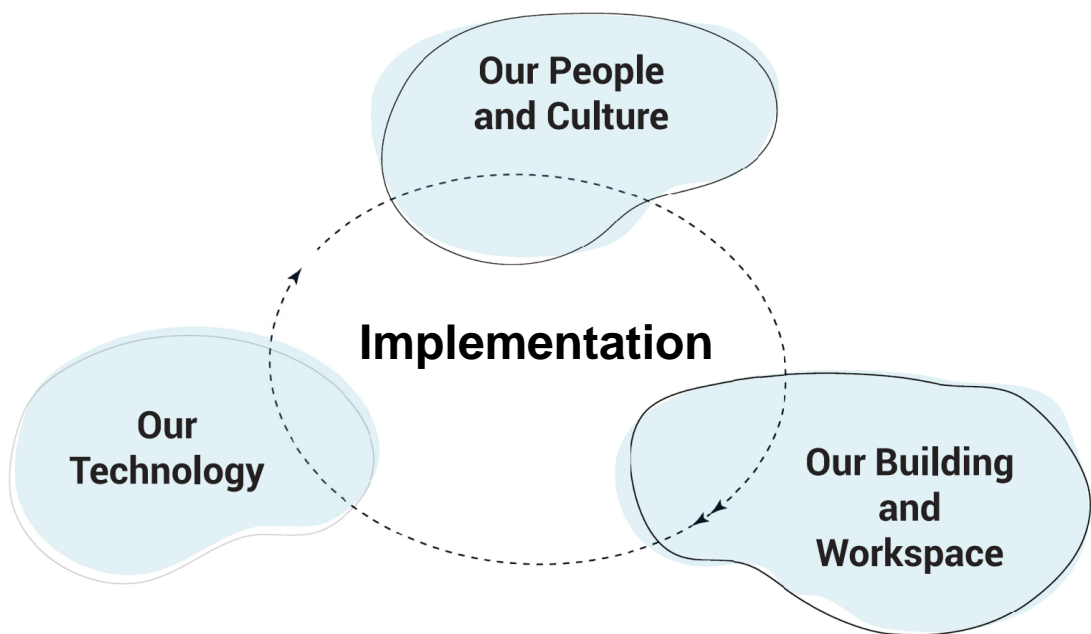 Our People
and Culture
Implementation
Our
Technology
Our Building
and
Workspace